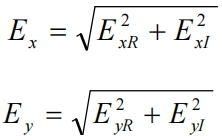 $E_x = \sqrt{E_{xR}^2 + E_{xI}^2}$
$E_y = \sqrt{E_{yR}^2 + E_{yI}^2}$